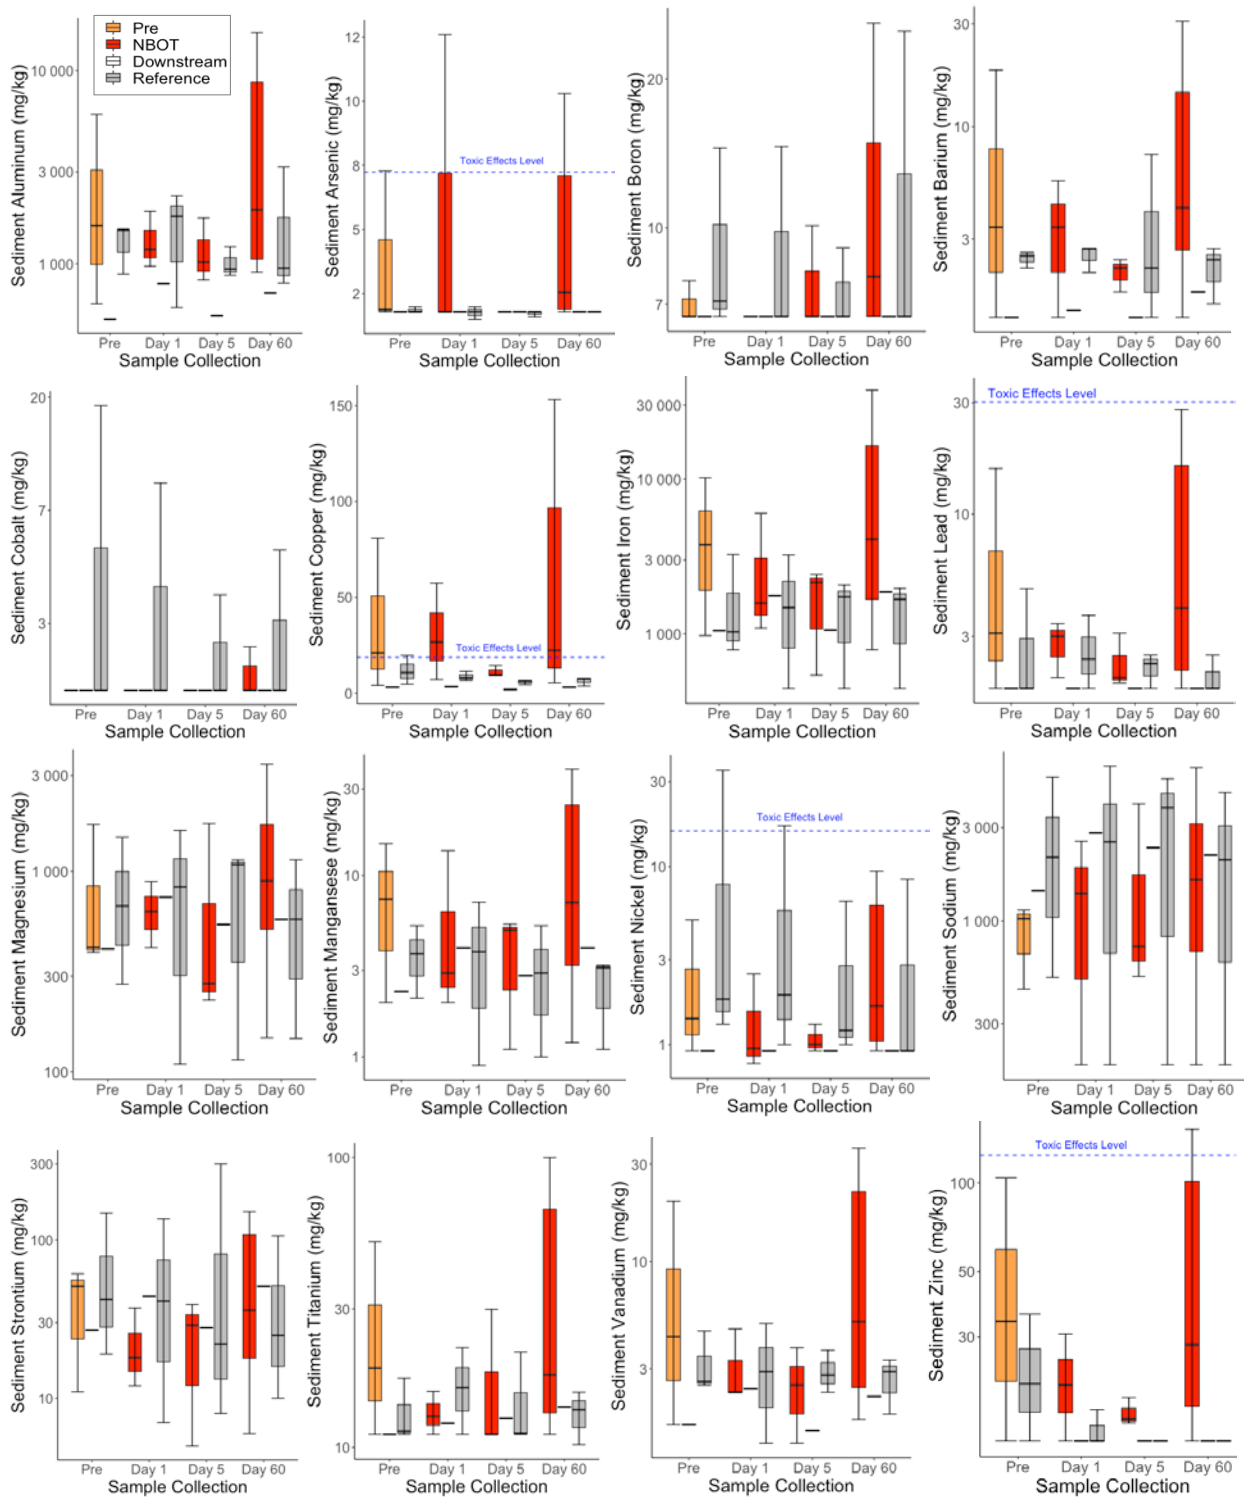 Pre
NBOT
Downstream
Reference
Sediment Aluminum (mg/kg)
10 000
3 000
1 000
Pre Day 1 Day 5 Day 60
Sample Collection
Sediment Arsenic (mg/kg)
12
10
8
5
2
Toxic Effects Level
Pre Day 1 Day 5 Day 60
Sample Collection
Sediment Boron (mg/kg)
20
10
7
Pre Day 1 Day 5 Day 60
Sample Collection
Sediment Barium (mg/kg)
30
10
3
Pre Day 1 Day 5 Day 60
Sample Collection
Sediment Cobalt (mg/kg)
20
7
3
Pre Day 1 Day 5 Day 60
Sample Collection
Sediment Copper (mg/kg)
150
100
50
0
Toxic Effects Level
Pre Day 1 Day 5 Day 60
Sample Collection
Sediment Iron (mg/kg)
30 000
10 000
3 000
1 000
Pre Day 1 Day 5 Day 60
Sample Collection
Sediment Lead (mg/kg)
30
10
3
Toxic Effects Level
Pre Day 1 Day 5 Day 60
Sample Collection
Sediment Magnesium (mg/kg)
3 000
1 000
300
100
Pre Day 1 Day 5 Day 60
Sample Collection
Sediment Mangansese (mg/kg)
30
10
3
1
Pre Day 1 Day 5 Day 60
Sample Collection
Sediment Nickel (mg/kg)
30
10
3
1
Toxic Effects Level
Pre Day 1 Day 5 Day 60
Sample Collection
Sediment Sodium (mg/kg)
3 000
1 000
300
Pre Day 1 Day 5 Day 60
Sample Collection
Sediment Strontium (mg/kg)
300
100
30
10
Pre Day 1 Day 5 Day 60
Sample Collection
Sediment Titanium (mg/kg)
100
30
10
Pre Day 1 Day 5 Day 60
Sample Collection
Sediment Vanadium (mg/kg)
30
10
3
Pre Day 1 Day 5 Day 60
Sample Collection
Sediment Zinc (mg/kg)
100
50
30
Toxic Effects Level
Pre Day 1 Day 5 Day 60
Sample Collection